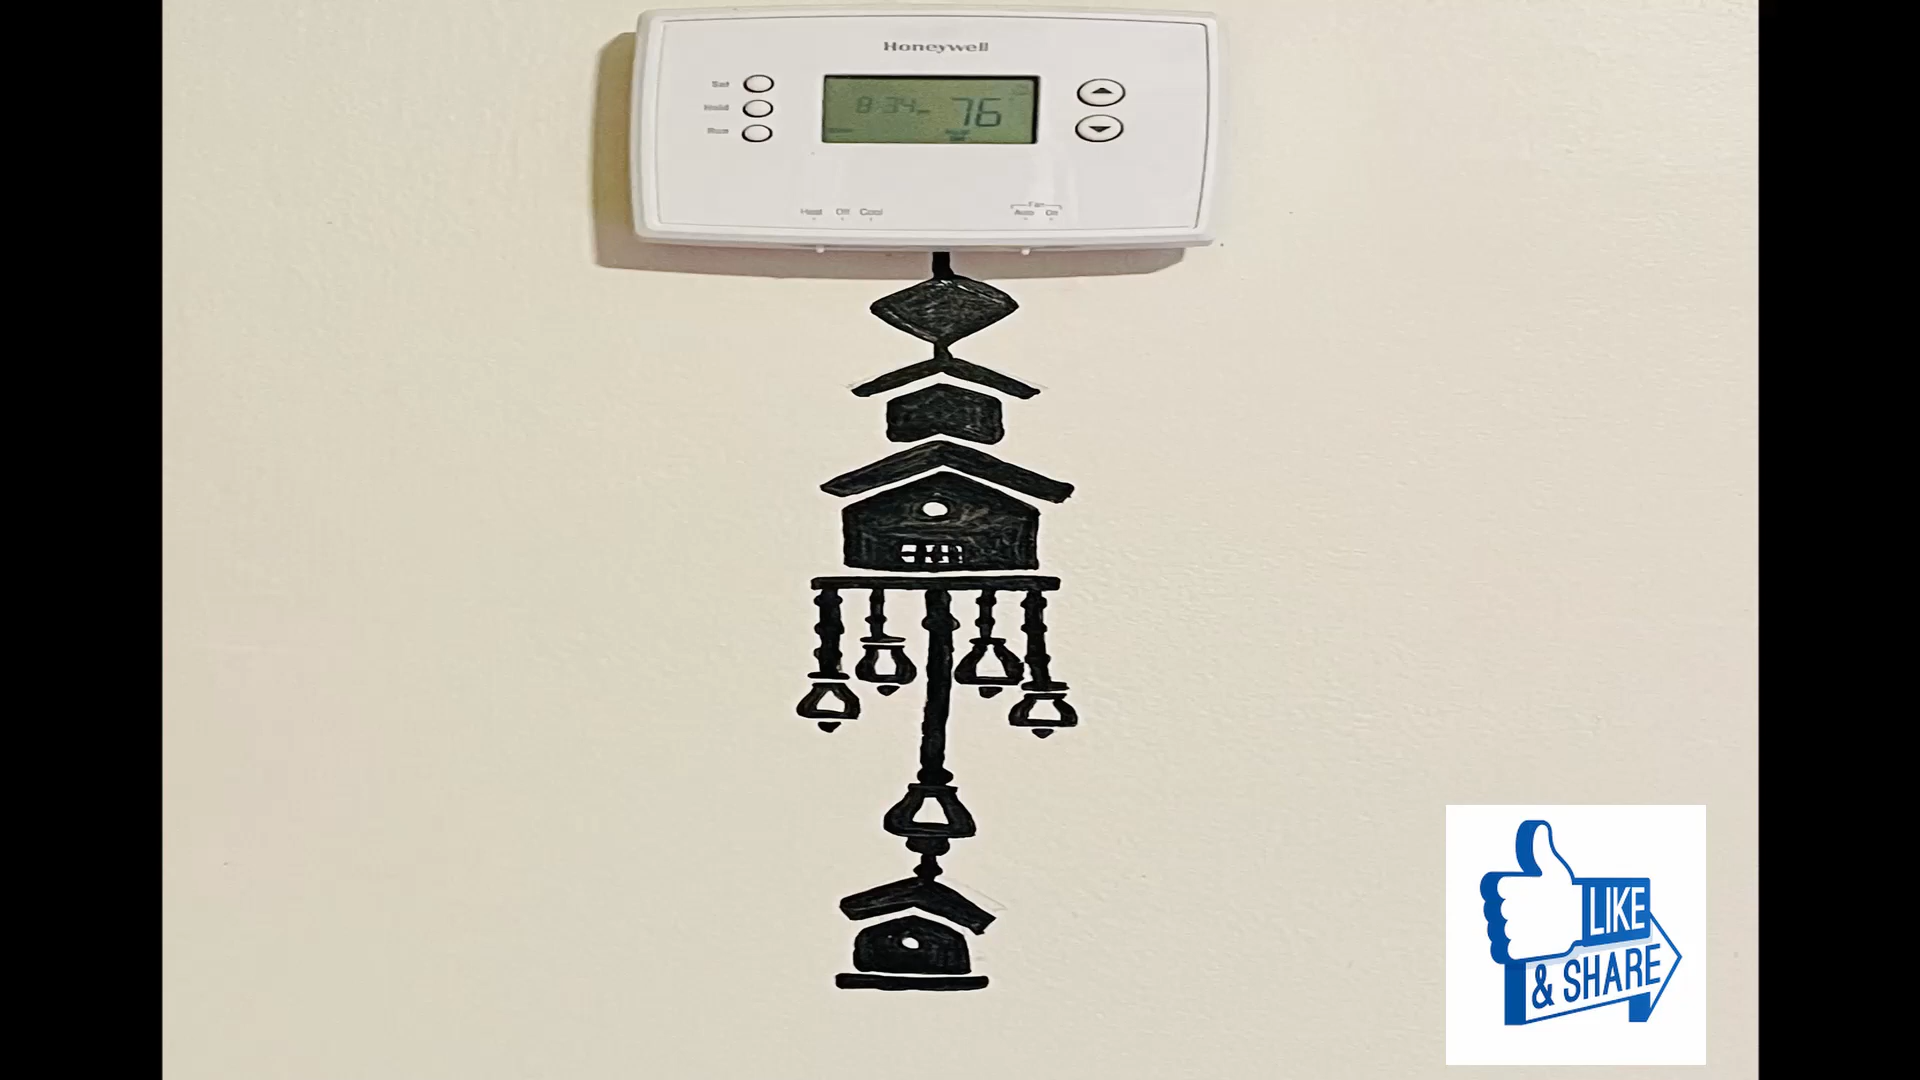 Honeywell
Set
Hold
Run
8:34
76
Heat Off Cool
Fan
Auto On
LIKE
& SHARE